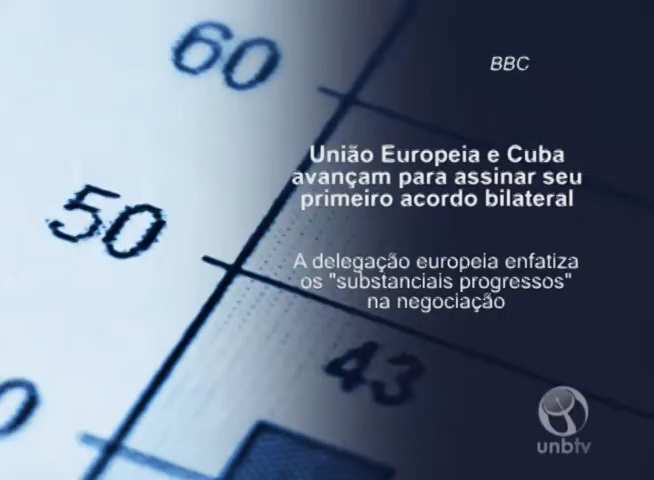 60
BBC
União Europeia e Cuba
avançam para assinar seu
primeiro acordo bilateral
50
A delegação europeia enfatiza
os "substanciais progressos"
na negociação
43
0
unbtv